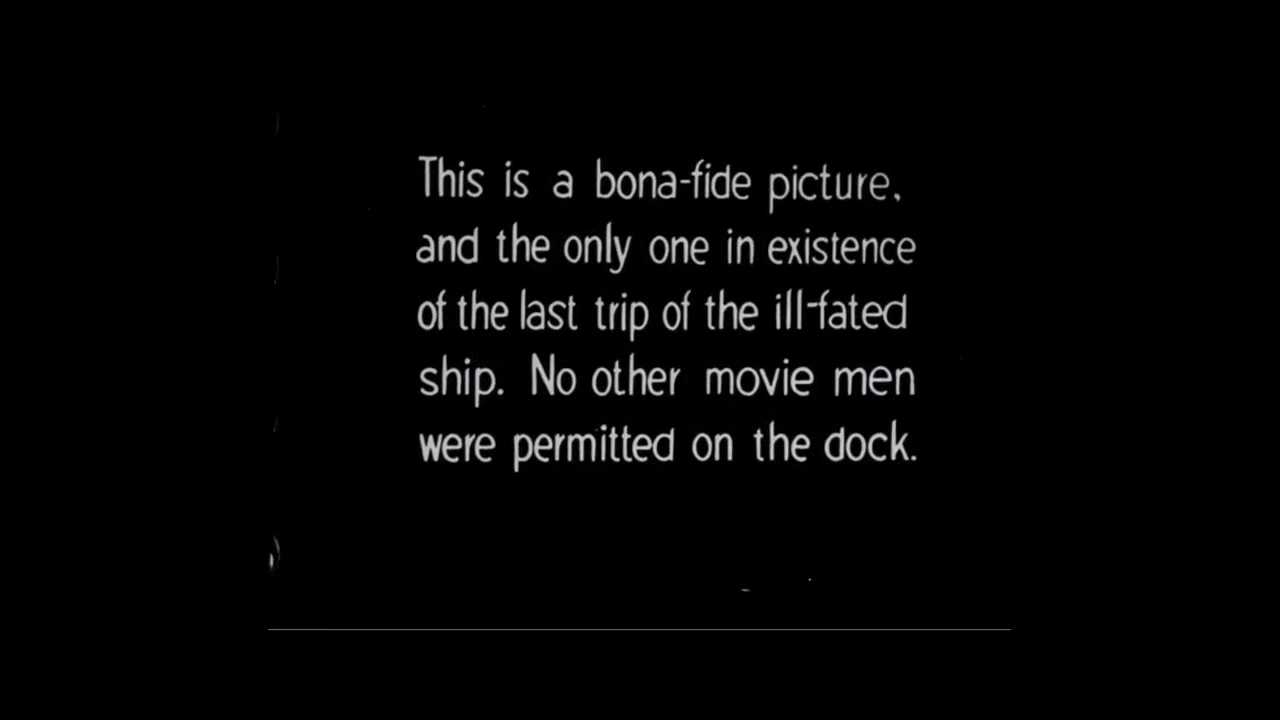 This is a bona-fide picture,
and the only one in existence
of the last trip of the ill-fated
ship. No other movie men
were permitted on the dock.